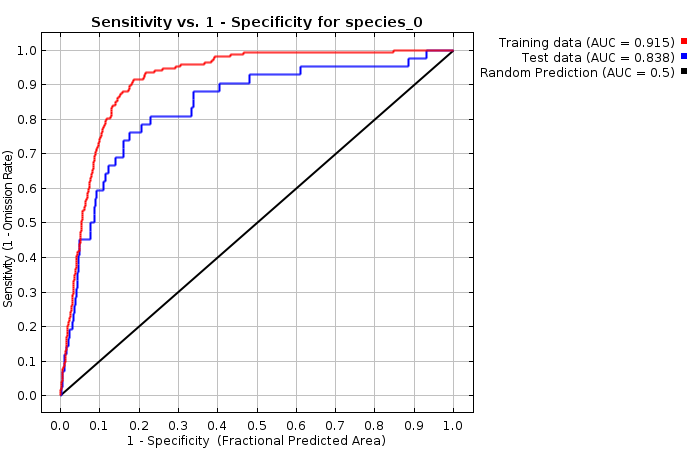 Sensitivity vs. 1 - Specificity for species_0
Training data (AUC = 0.915)
Test data (AUC = 0.838)
Random Prediction (AUC = 0.5)
Sensitivity (1 - Omission Rate)
1.0
0.9
0.8
0.7
0.6
0.5
0.4
0.3
0.2
0.1
0.0
0.0 0.1 0.2 0.3 0.4 0.5 0.6 0.7 0.8 0.9 1.0
1 - Specificity (Fractional Predicted Area)